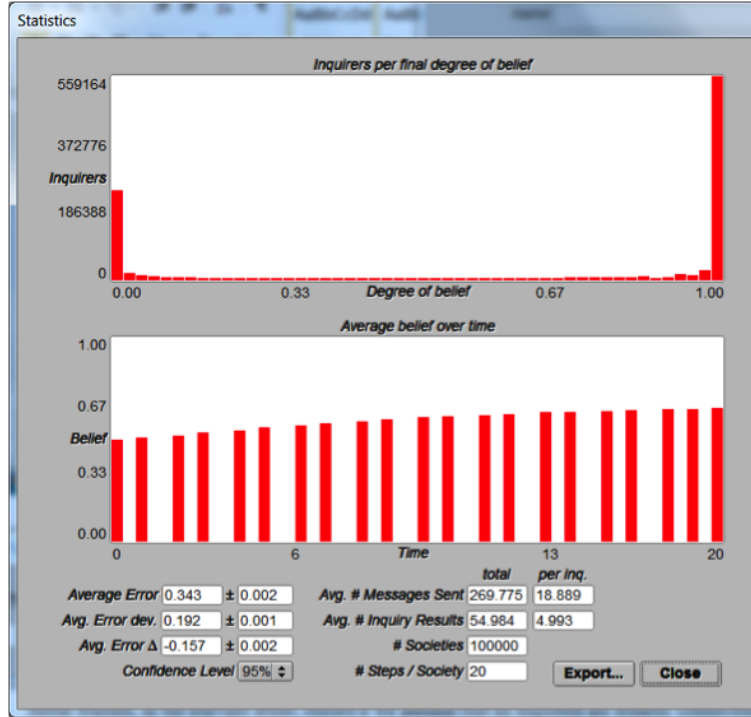 Statistics
Inquirers per final degree of belief
559164
372776
Inquirers
186388
0
0.00 0.33 Degree of belief 0.67 1.00
Average belief over time
1.00
0.67
Belief
0.33
0.00
0 6 Time 13 20
total per inq.
Average Error 0.343 ± 0.002 Avg. # Messages Sent 269.775 18.889
Avg. Error dev. 0.192 ± 0.001 Avg. # Inquiry Results 54.984 4.993
Avg. Error Δ -0.157 ± 0.002 # Societies 100000
Confidence Level 95% # Steps / Society 20 Export... Close